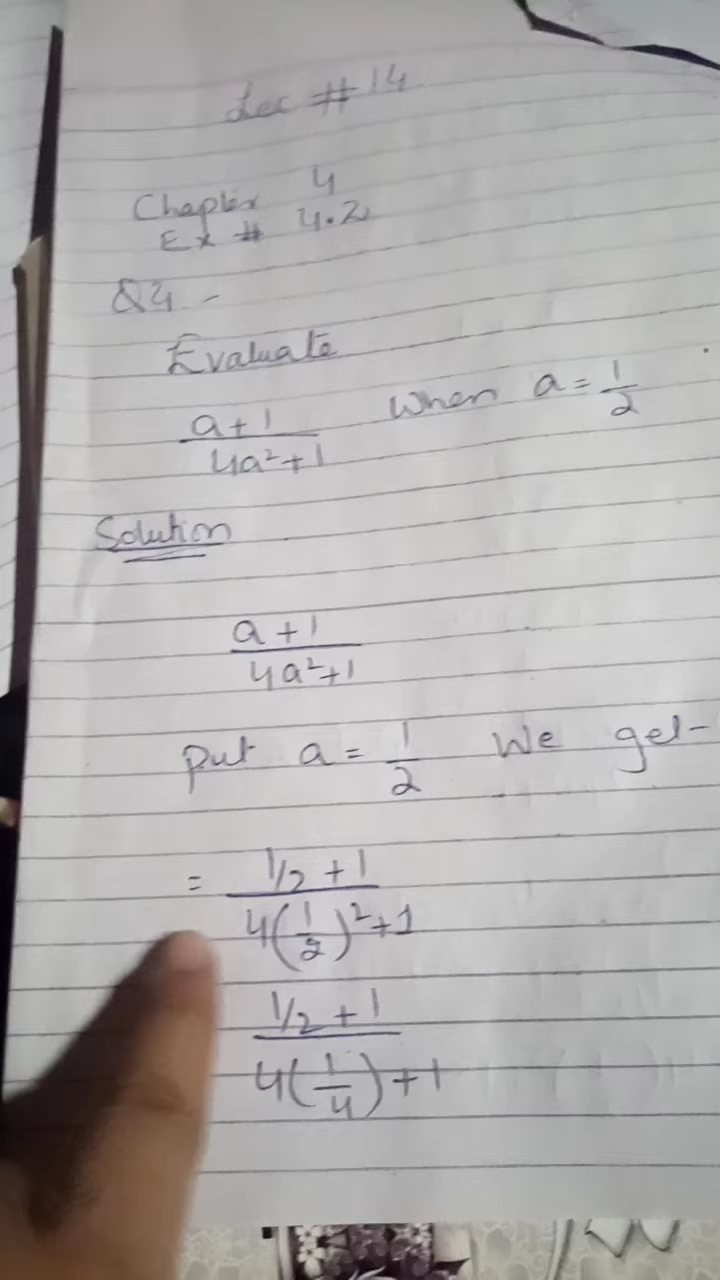 Lec # 14
Chapter 4
Ex # 4.2
Q4 -
Evaluate
a+1 / 4a²+1 When a = 1/2
Solution
a+1 / 4a²+1
Put a = 1/2 We get
= 1/2 + 1 / 4(1/2)²+1
1/2 + 1 / 4(1/4)+1